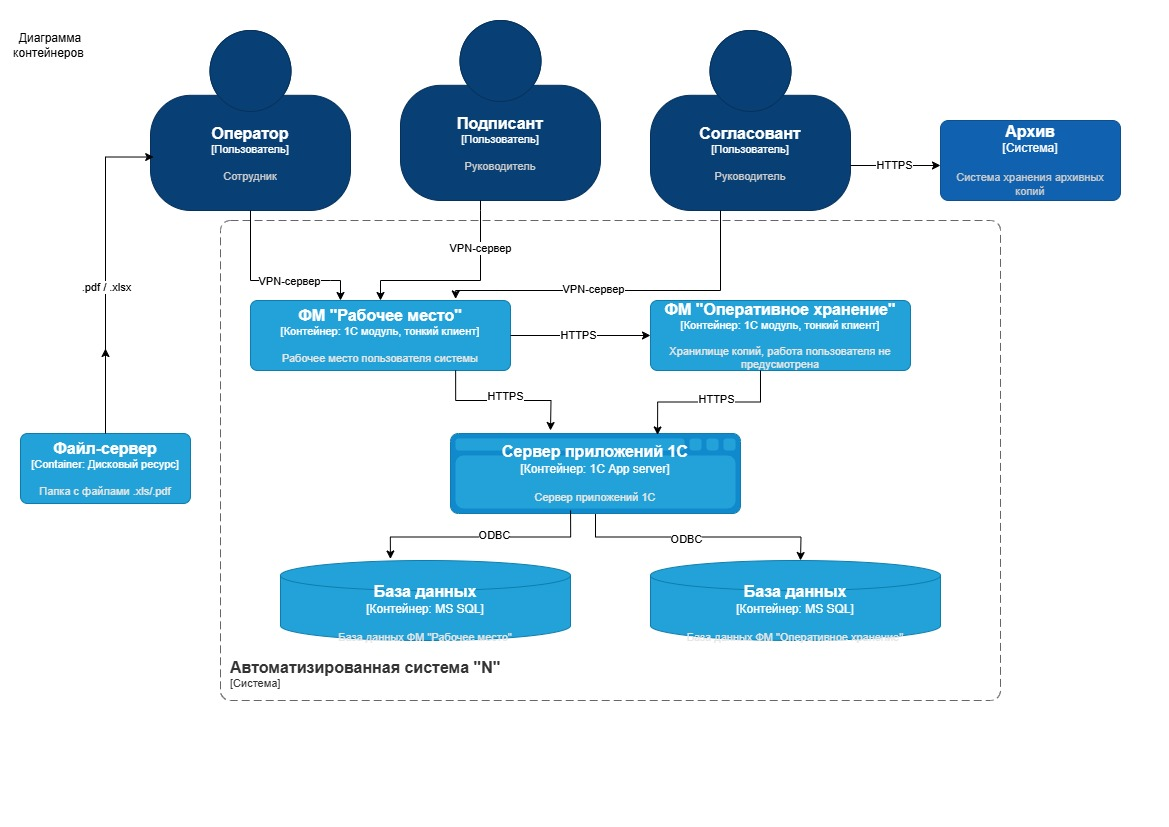 Диаграмма
контейнеров
Оператор
[Пользователь]
Сотрудник
Подписант
[Пользователь]
Руководитель
Согласовант
[Пользователь]
Руководитель
HTTPS
Архив
[Система]
Система хранения архивных
копий
.pdf / .xlsx
VPN-сервер
VPN-сервер
VPN-сервер
ФМ "Рабочее место"
[Контейнер: 1С модуль, тонкий клиент]
Рабочее место пользователя системы
HTTPS
ФМ "Оперативное хранение"
[Контейнер: 1С модуль, тонкий клиент]
Хранилище копий, работа пользователя не
предусмотрена
HTTPS
HTTPS
Файл-сервер
[Container: Дисковый ресурс]
Папка с файлами .xls/.pdf
Сервер приложений 1С
[Контейнер: 1C App server]
Сервер приложений 1С
ODBC
ODBC
База данных
[Контейнер: MS SQL]
База данных ФМ "Рабочее место"
База данных
[Контейнер: MS SQL]
База данных ФМ "Оперативное хранение"
Автоматизированная система "N"
[Система]